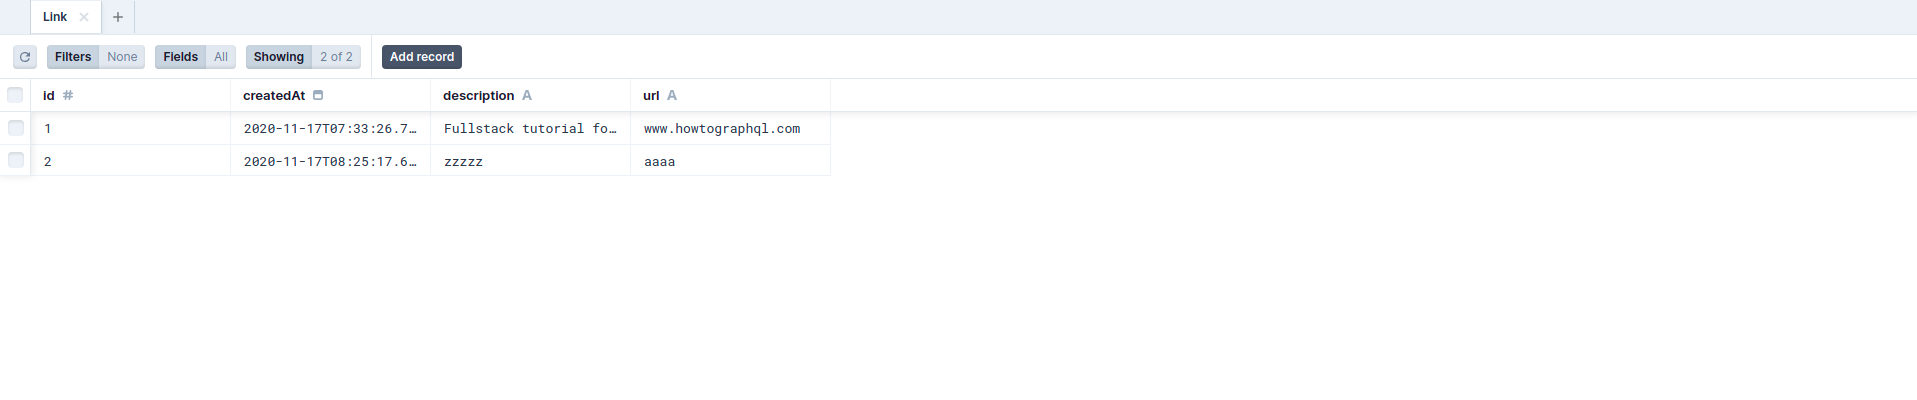 Link
Filters None Fields All Showing 2 of 2 Add record
id # createdAt description A url A
1 2020-11-17T07:33:26.7… Fullstack tutorial fo… www.howtographql.com
2 2020-11-17T08:25:17.6… zzzzz aaaa